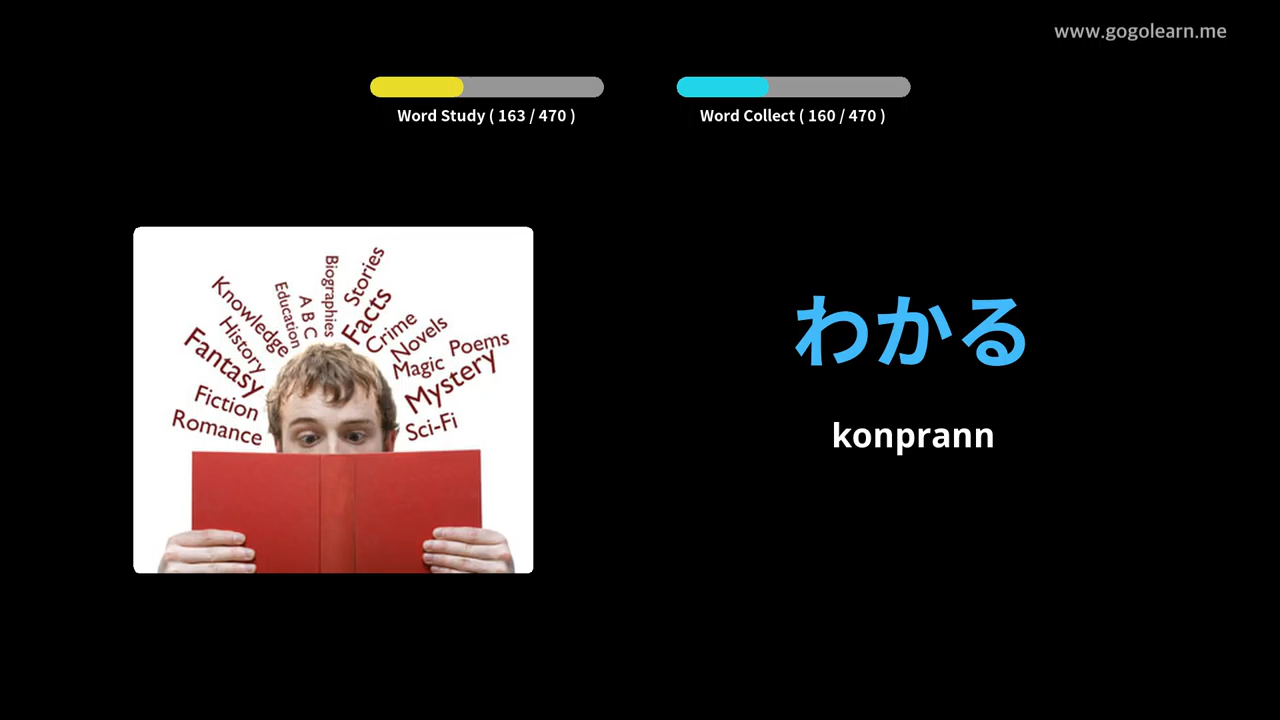 www.gogolearn.me
Word Study ( 163 / 470 )
Word Collect ( 160 / 470 )
Biographies
Stories
Education
A B C
Facts
Knowledge
Crime
History
Novels
Poems
Fantasy
Magic
Mystery
Fiction
Romance
Sci-Fi
わかる
konprann